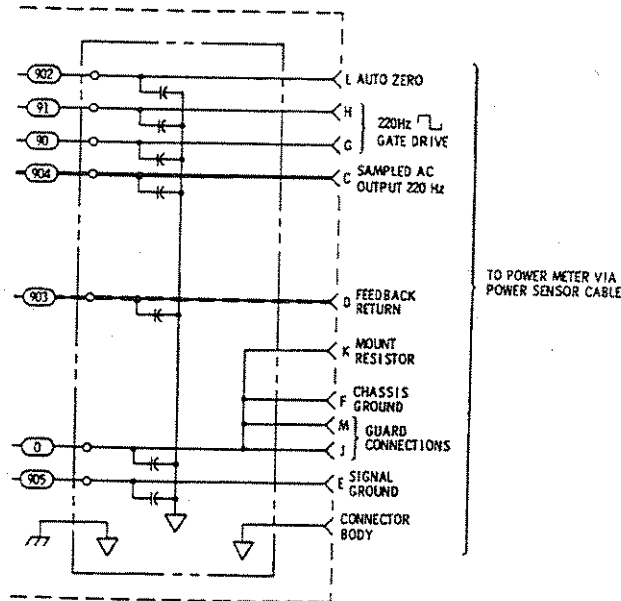 902
L AUTO ZERO
91
H
220Hz
GATE DRIVE
90
G
904
C SAMPLED AC
OUTPUT 220 Hz
TO POWER METER VIA
POWER SENSOR CABLE
903
D FEEDBACK
RETURN
K MOUNT
RESISTOR
F CHASSIS
GROUND
M
GUARD
CONNECTIONS
0
J
905
E SIGNAL
GROUND
CONNECTOR
BODY